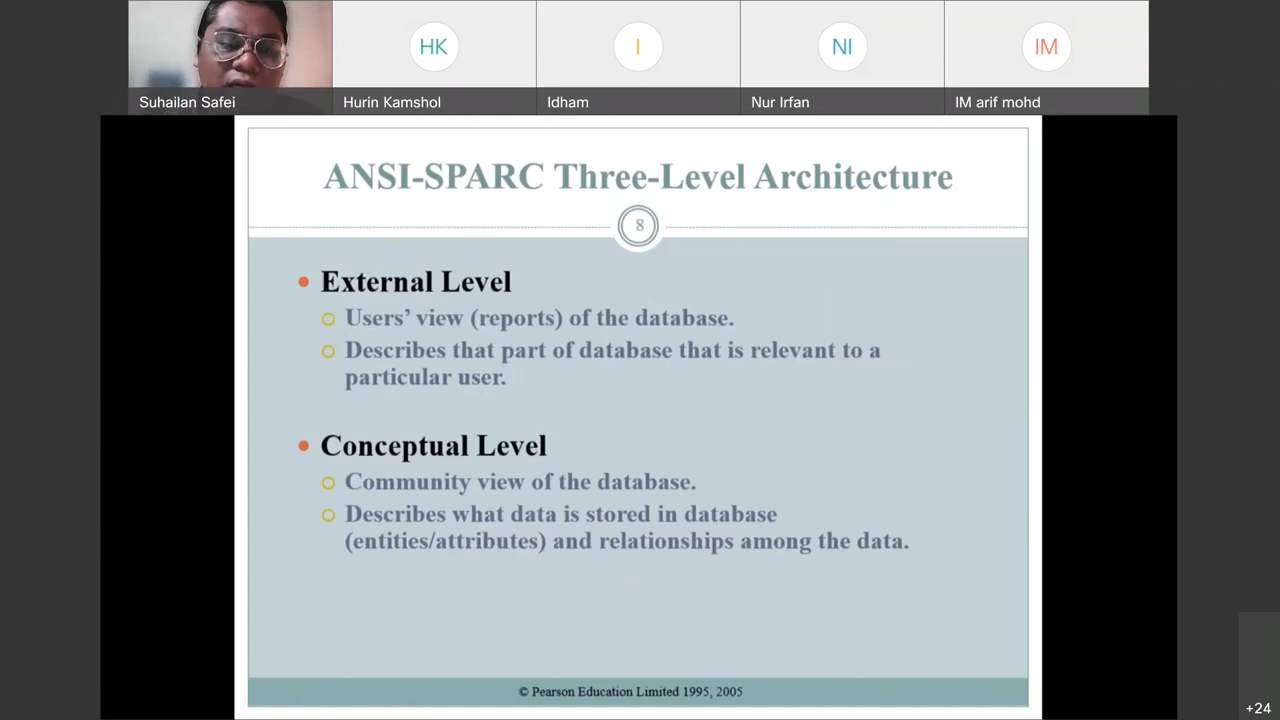 HK
I
NI
IM
Suhailan Safei
Hurin Kamshol
Idham
Nur Irfan
IM arif mohd
ANSI-SPARC Three-Level Architecture
8
External Level
Users' view (reports) of the database.
Describes that part of database that is relevant to a
particular user.
Conceptual Level
Community view of the database.
Describes what data is stored in database
(entities/attributes) and relationships among the data.
© Pearson Education Limited 1995, 2005
+24